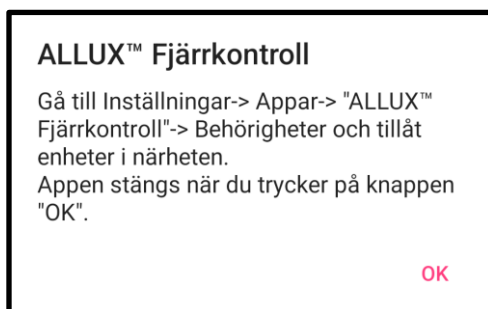 ALLUX™ Fjärrkontroll
Gå till Inställningar-> Appar-> "ALLUX™
Fjärrkontroll"-> Behörigheter och tillåt
enheter i närheten.
Appen stängs när du trycker på knappen
"OK".
OK